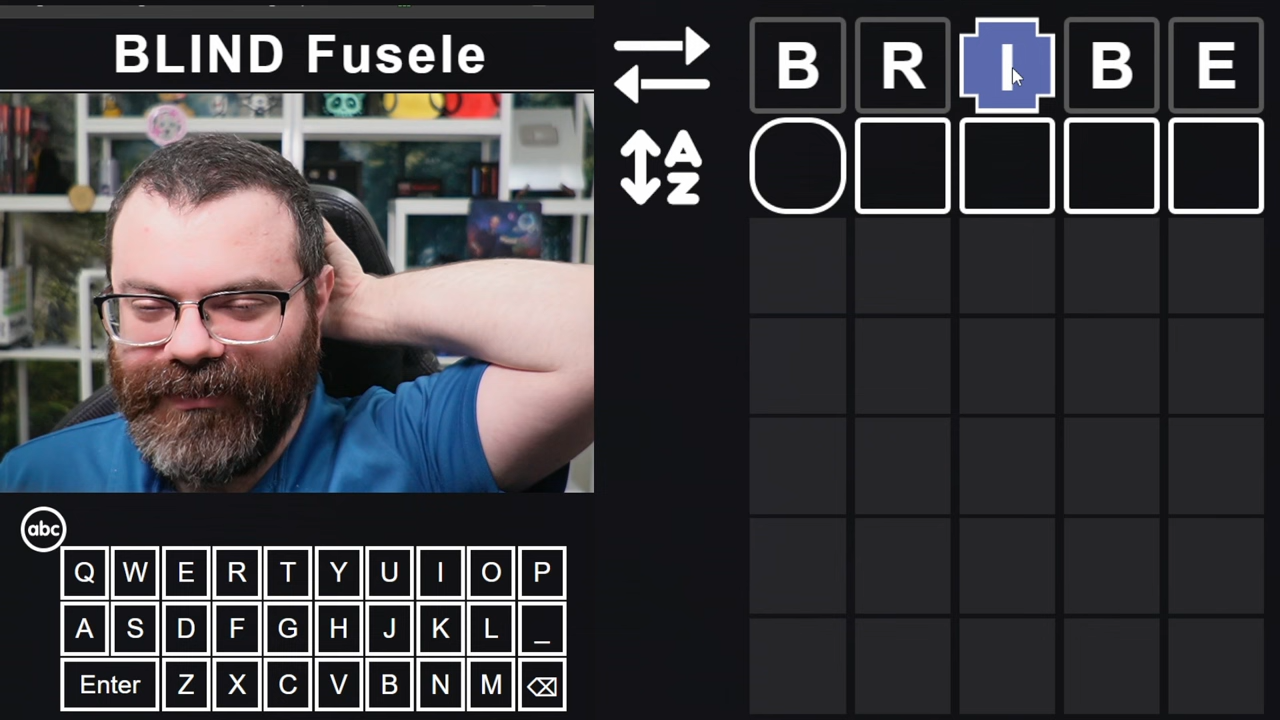 BLIND Fusele
B R I B E
A
Z
abc
Q W E R T Y U I O P
A S D F G H J K L _
Enter Z X C V B N M